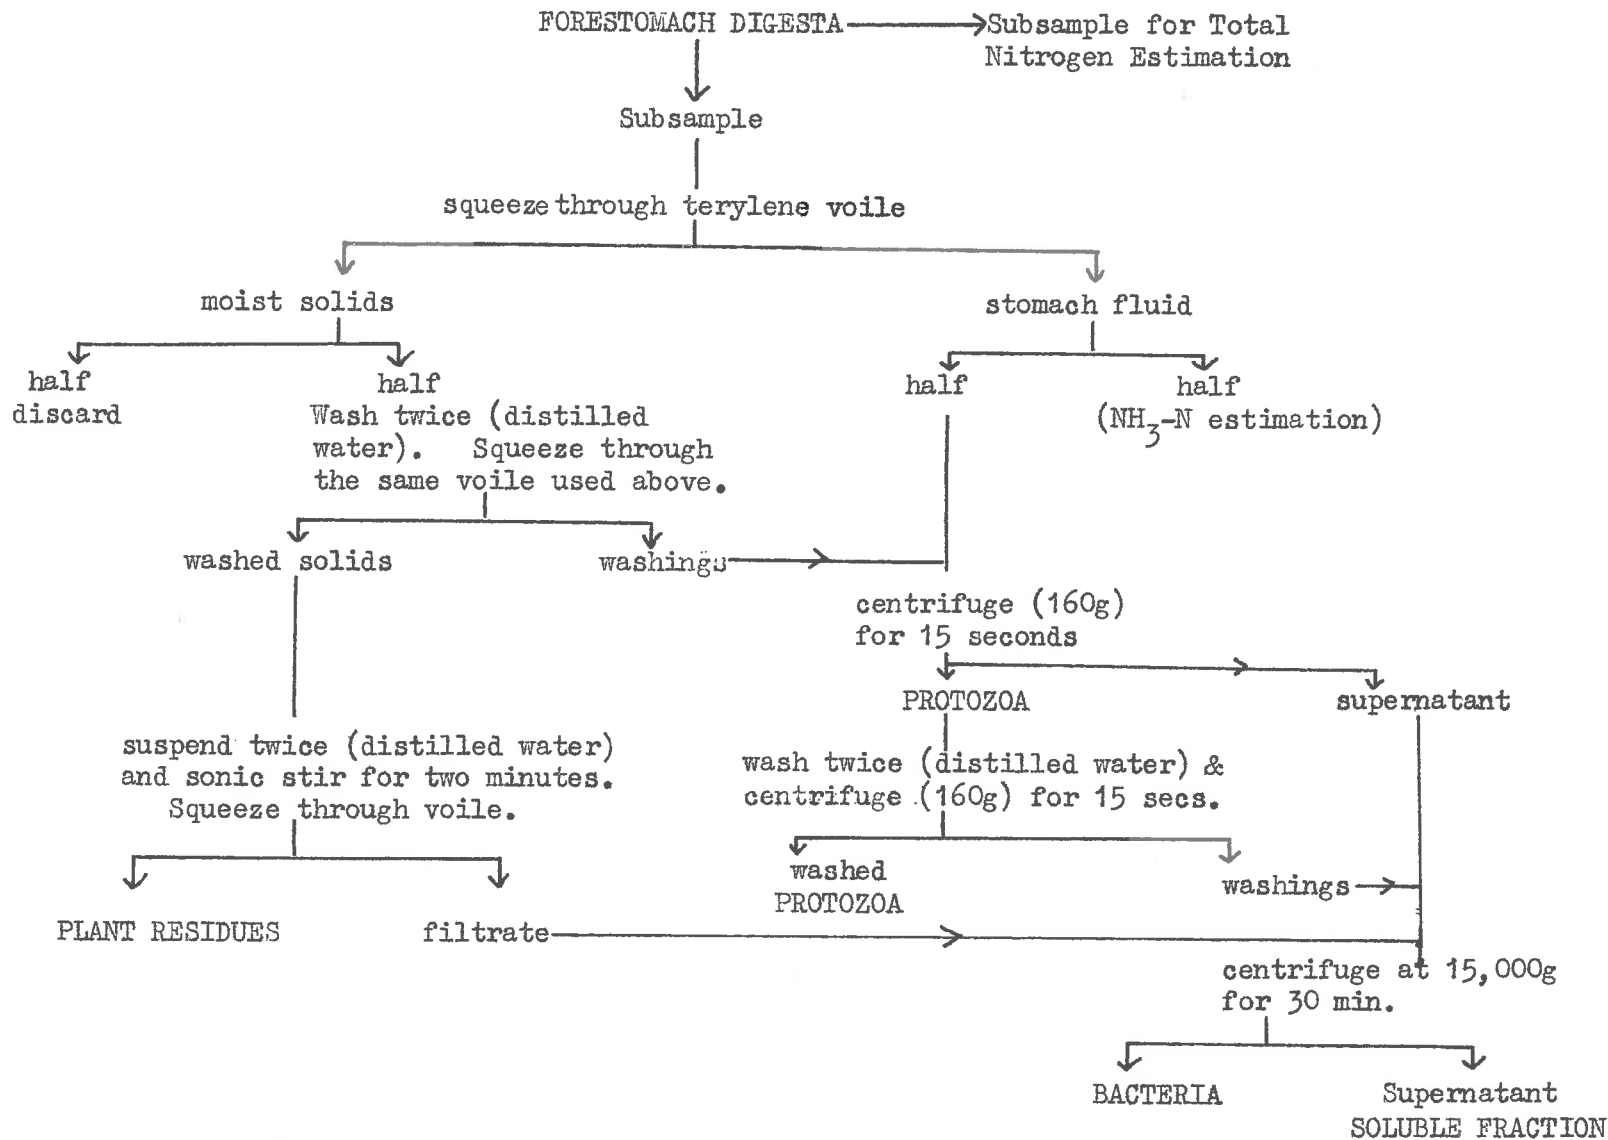 FORESTOMACH DIGESTA
Subsample for Total
Nitrogen Estimation
Subsample
squeeze through terylene voile
moist solids
stomach fluid
half
discard
half
Wash twice (distilled
water). Squeeze through
the same voile used above.
half
half
(NH₃-N estimation)
washed solids
washings
centrifuge (160g)
for 15 seconds
PROTOZOA
supernatant
suspend twice (distilled water)
and sonic stir for two minutes.
Squeeze through voile.
wash twice (distilled water) &
centrifuge (160g) for 15 secs.
washed
PROTOZOA
washings
PLANT RESIDUES
filtrate
centrifuge at 15,000g
for 30 min.
BACTERIA
Supernatant
SOLUBLE FRACTION